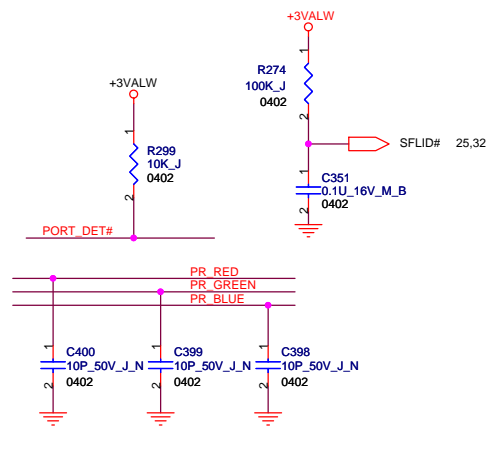 +3VALW
R274
100K_J
0402
1
2
SFLID# 25,32
C351
0.1U_16V_M_B
0402
1
2
+3VALW
R299
10K_J
0402
1
2
PORT_DET#
PR_RED
PR_GREEN
PR_BLUE
C400
10P_50V_J_N
0402
1
2
C399
10P_50V_J_N
0402
1
2
C398
10P_50V_J_N
0402
1
2